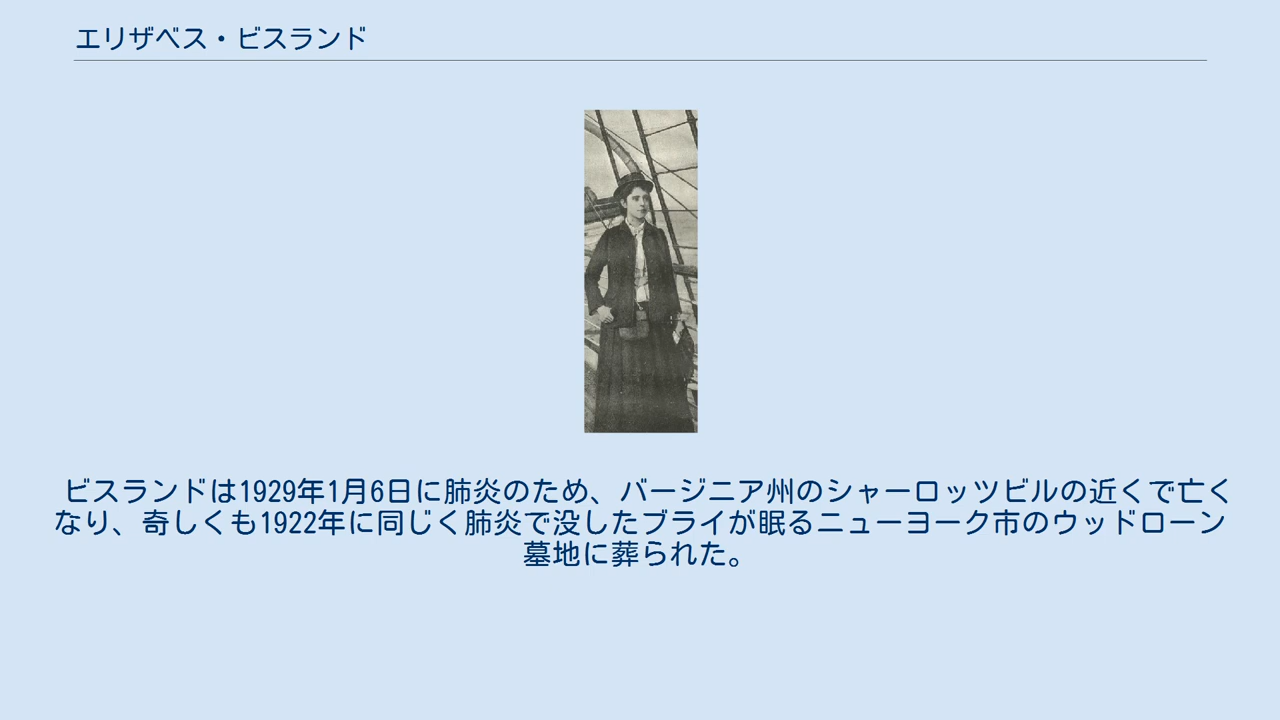 エリザベス・ビスランド
ビスランドは1929年1月6日に肺炎のため、バージニア州のシャーロッツビルの近くで亡く
なり、奇しくも1922年に同じく肺炎で没したブライが眠るニューヨーク市のウッドローン
墓地に葬られた。